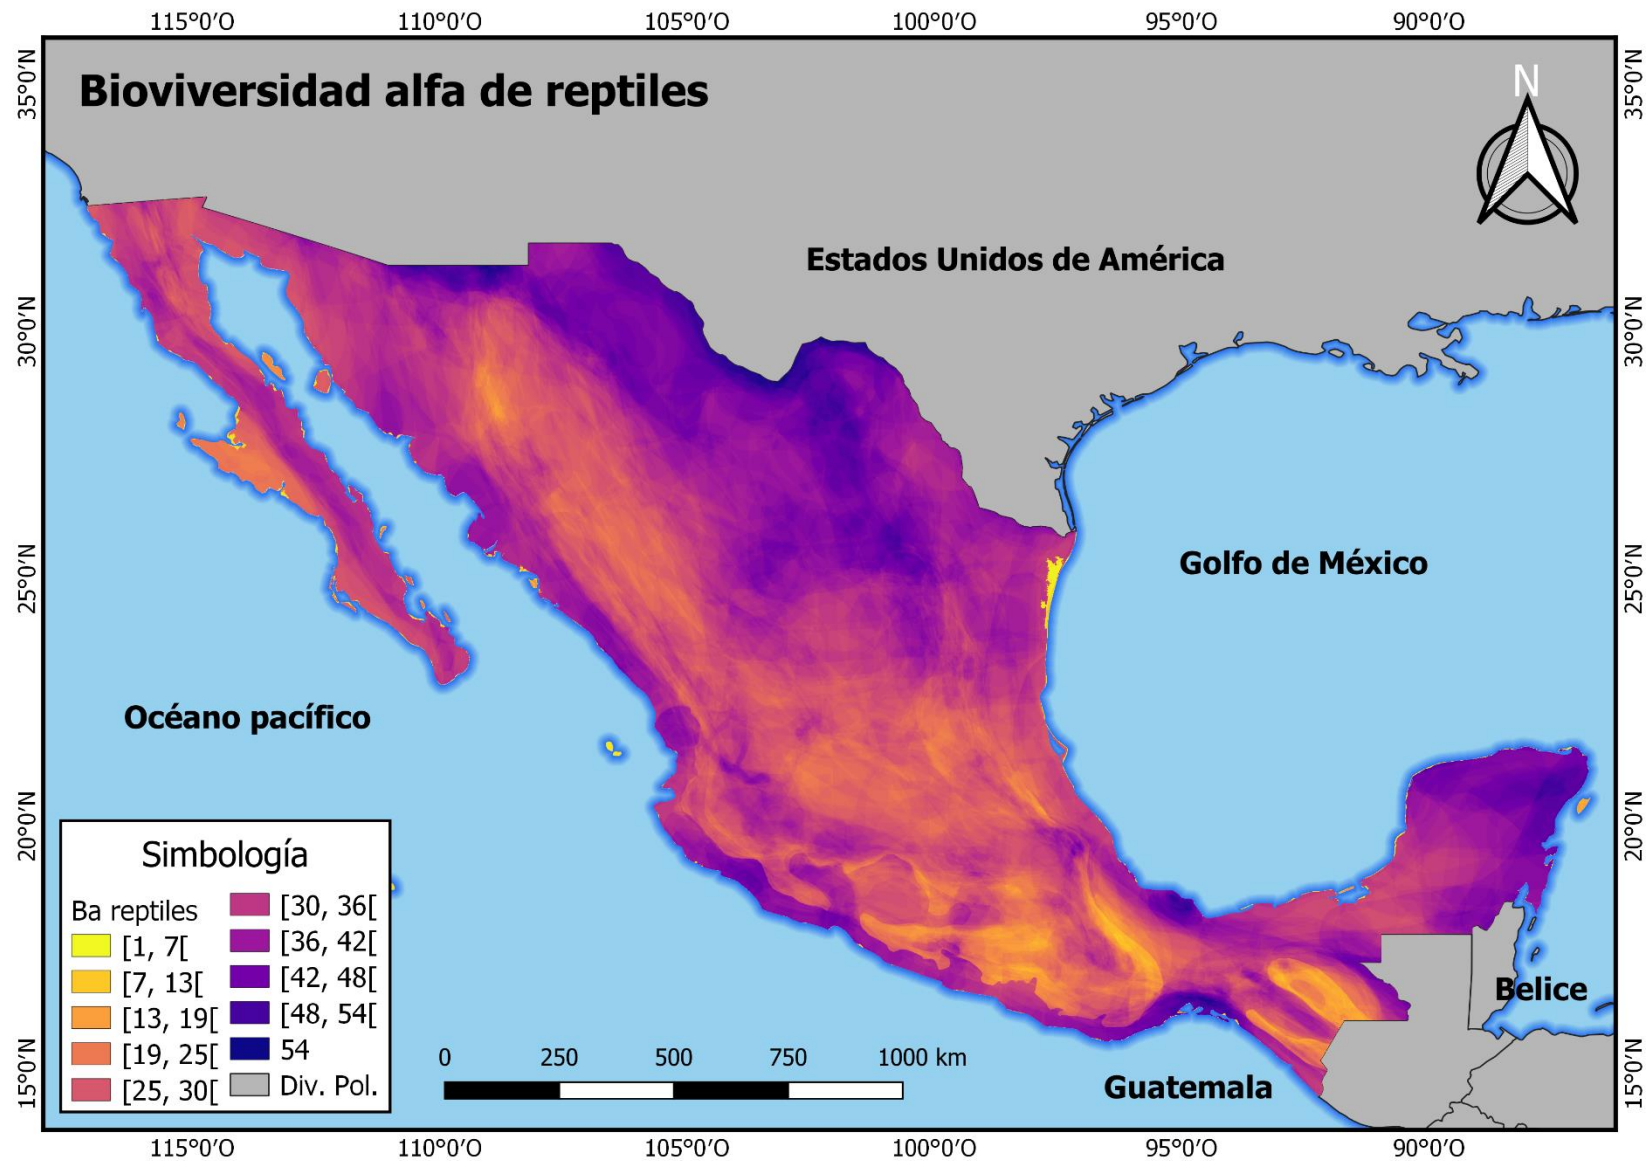 115°0′O 110°0′O 105°0′O 100°0′O 95°0′O 90°0′O
35°0′N
35°0′N
Bioviversidad alfa de reptiles
N
Estados Unidos de América
30°0′N
30°0′N
Golfo de México
25°0′N
25°0′N
Océano pacífico
20°0′N
20°0′N
Simbología
Ba reptiles
[1, 7[
[7, 13[
[13, 19[
[19, 25[
[25, 30[
[30, 36[
[36, 42[
[42, 48[
[48, 54[
54
Div. Pol.
Belice
0 250 500 750 1000 km
Guatemala
15°0′N
15°0′N
115°0′O 110°0′O 105°0′O 100°0′O 95°0′O 90°0′O